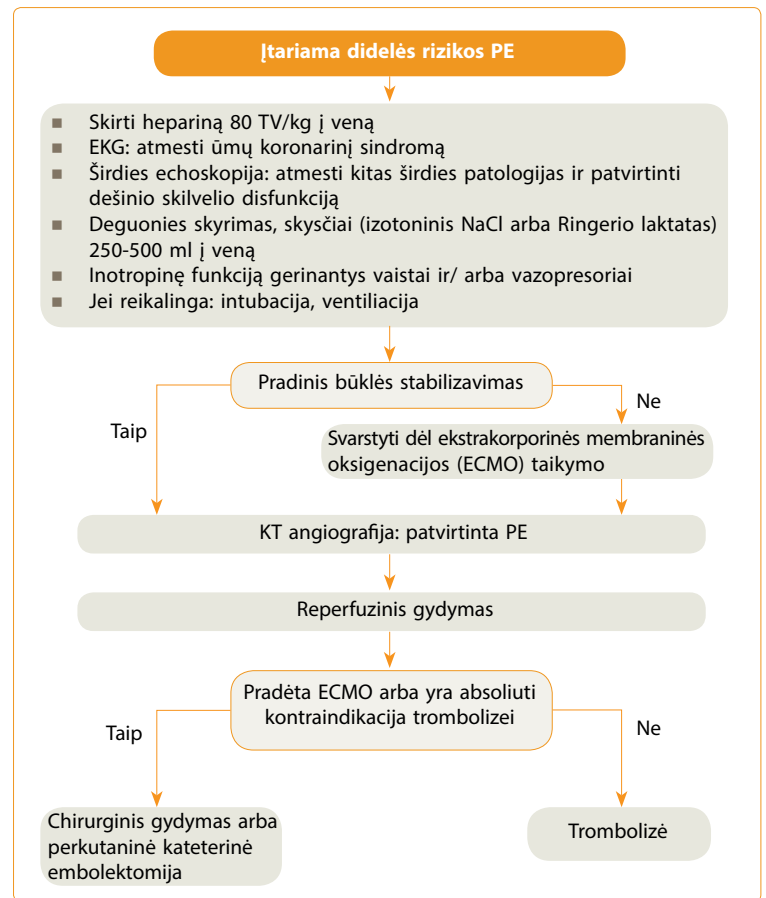 Įtariama didelės rizikos PE
■ Skirti hepariną 80 TV/kg į veną
■ EKG: atmesti ūmų koronarinį sindromą
■ Širdies echoskopija: atmesti kitas širdies patologijas ir patvirtinti
dešinio skilvelio disfunkciją
■ Deguonies skyrimas, skysčiai (izotoninis NaCl arba Ringerio laktatas)
250-500 ml į veną
■ Inotropinę funkciją gerinantys vaistai ir/ arba vazopresoriai
■ Jei reikalinga: intubacija, ventiliacija
Pradinis būklės stabilizavimas
Taip
Ne
Svarstyti dėl ekstrakorporinės membraninės
oksigenacijos (ECMO) taikymo
KT angiografija: patvirtinta PE
Reperfuzinis gydymas
Pradėta ECMO arba yra absoliuti
kontraindikacija trombolizei
Taip
Ne
Chirurginis gydymas arba
perkutaninė kateterinė
embolektomija
Trombolizė